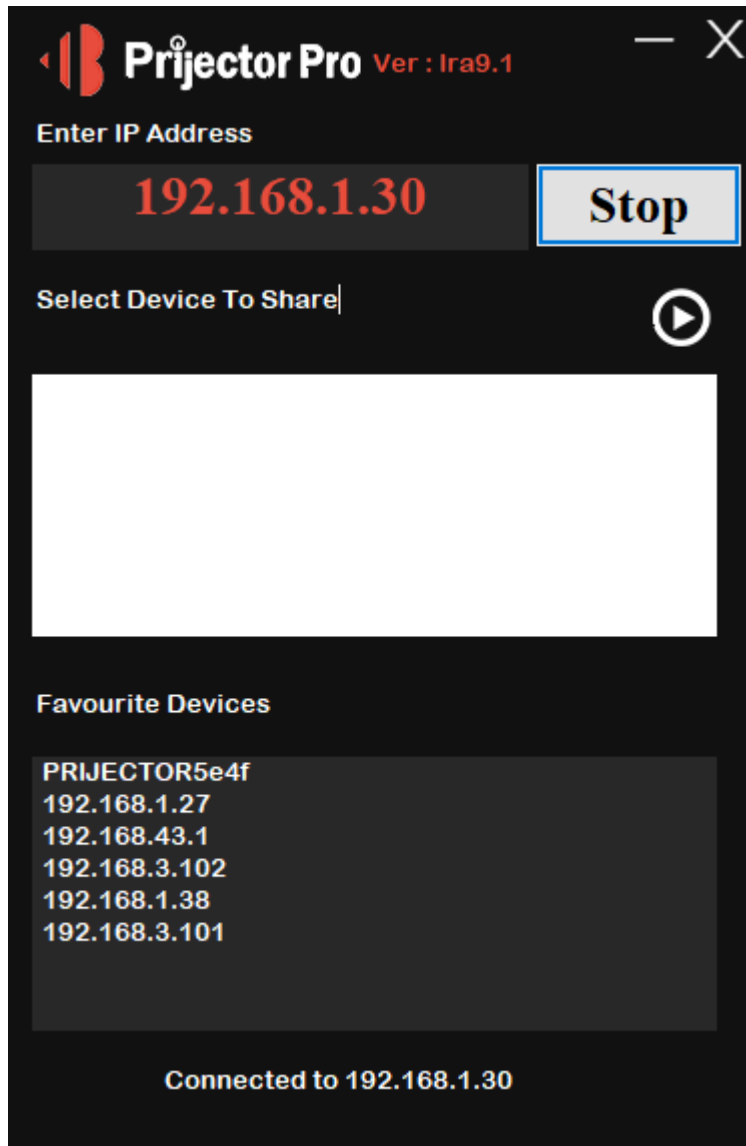 Prijector Pro Ver : Ira9.1
Enter IP Address
192.168.1.30 Stop
Select Device To Share
Favourite Devices
PRIJECTOR5e4f
192.168.1.27
192.168.43.1
192.168.3.102
192.168.1.38
192.168.3.101
Connected to 192.168.1.30